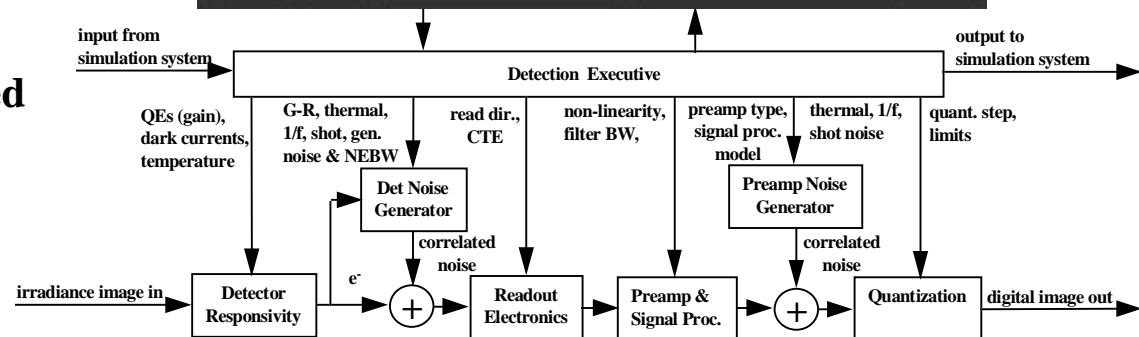 input from
simulation system
output to
simulation system
ed
Detection Executive
QEs (gain),
dark currents,
temperature
G-R, thermal,
1/f, shot, gen.
noise & NEBW
read dir.,
CTE
non-linearity,
filter BW,
preamp type,
signal proc.
model
thermal, 1/f,
shot noise
quant. step,
limits
Det Noise
Generator
Preamp Noise
Generator
correlated
noise
correlated
noise
irradiance image in
Detector
Responsivity
e-
+
Readout
Electronics
Preamp &
Signal Proc.
+
Quantization
digital image out